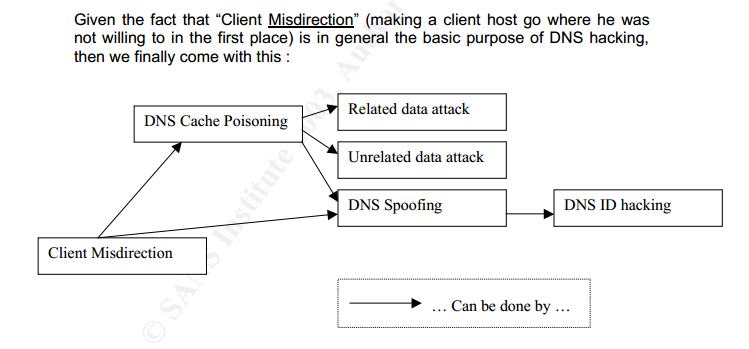 Given the fact that “Client Misdirection” (making a client host go where he was
not willing to in the first place) is in general the basic purpose of DNS hacking,
then we finally come with this :
Related data attack
DNS Cache Poisoning
Unrelated data attack
DNS Spoofing
DNS ID hacking
Client Misdirection
… Can be done by …
© SANS Institute